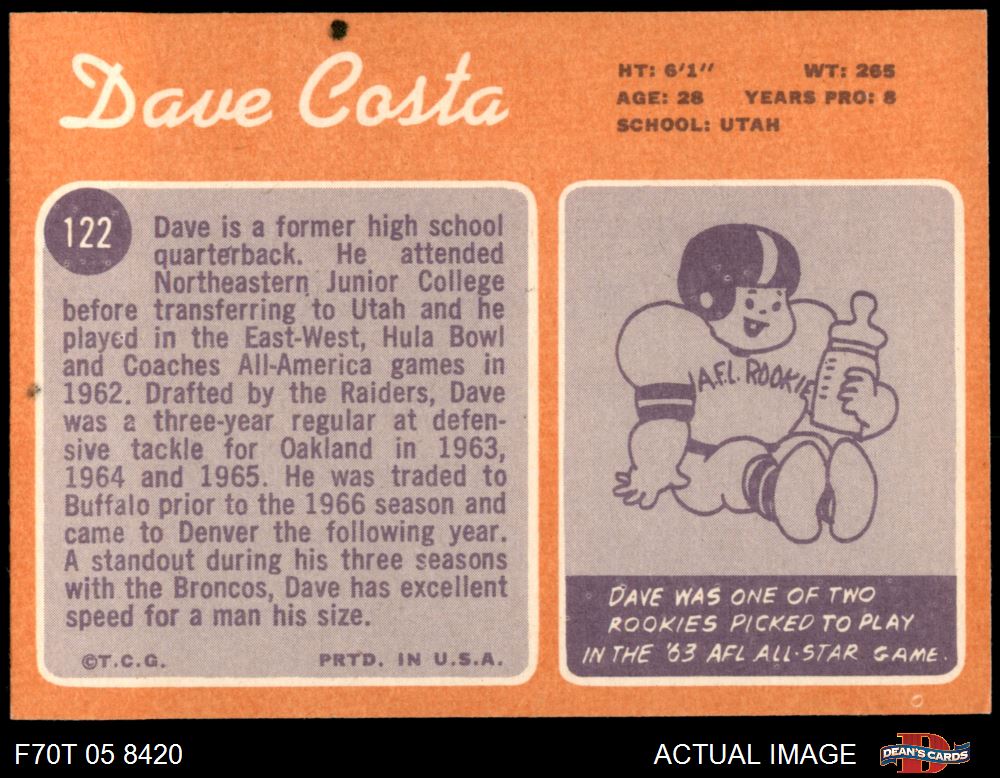 Dave Costa
HT: 6'1'' WT: 265
AGE: 28 YEARS PRO: 8
SCHOOL: UTAH
122
Dave is a former high school
quarterback. He attended
Northeastern Junior College
before transferring to Utah and he
played in the East-West, Hula Bowl
and Coaches All-America games in
1962. Drafted by the Raiders, Dave
was a three-year regular at defen-
sive tackle for Oakland in 1963,
1964 and 1965. He was traded to
Buffalo prior to the 1966 season and
came to Denver the following year.
A standout during his three seasons
with the Broncos, Dave has excellent
speed for a man his size.
©T.C.G. PRTD. IN U.S.A.
A.F.L. ROOKIE
DAVE WAS ONE OF TWO
ROOKIES PICKED TO PLAY
IN THE '63 AFL ALL-STAR GAME.
F70T 05 8420
ACTUAL IMAGE
DEAN'S CARDS